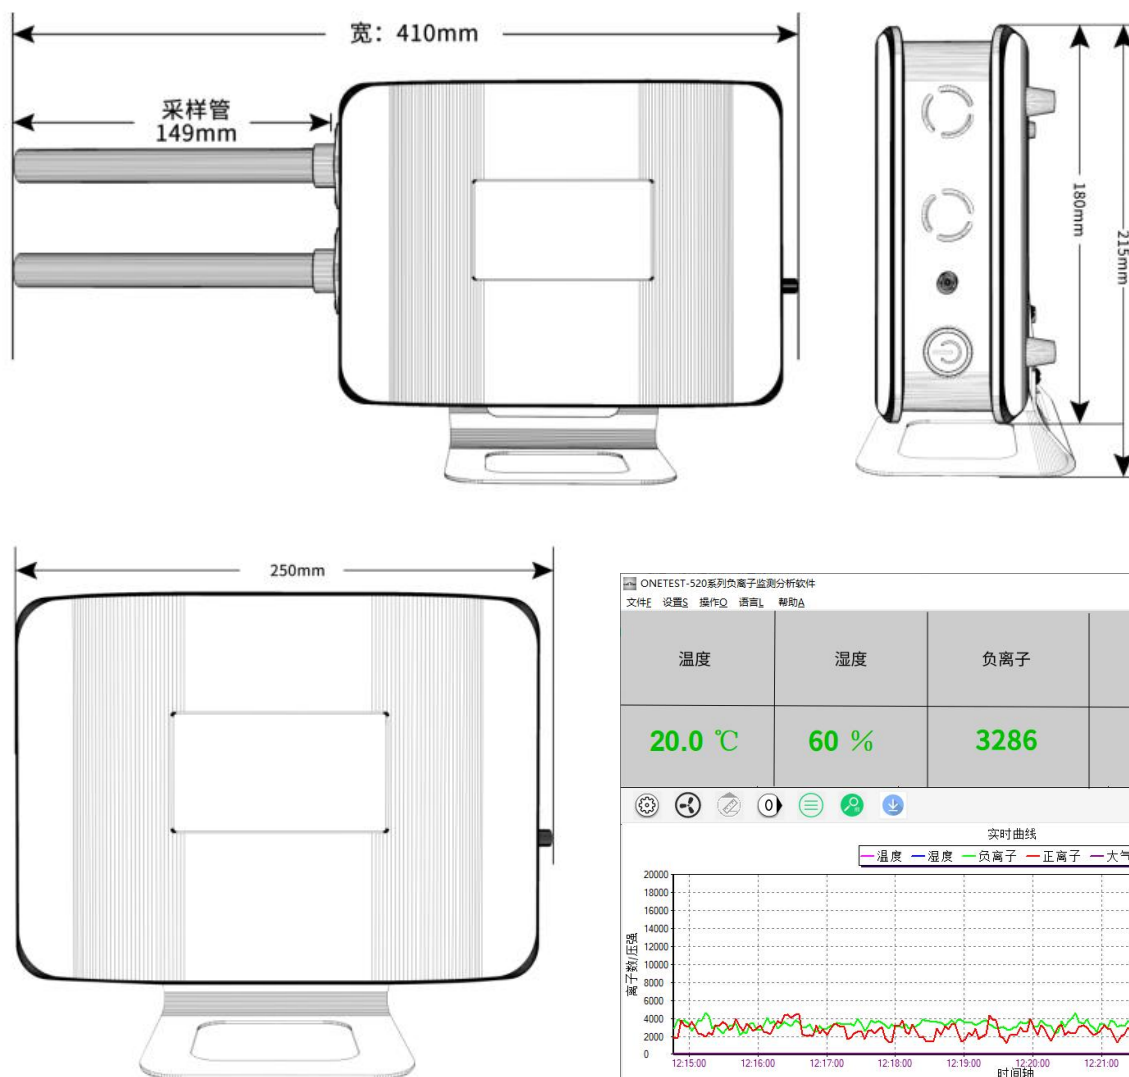 宽：410mm
采样管
149mm
180mm
215mm
250mm
ONETEST-520系列负离子监测分析软件
文件F 设置S 操作O 语言L 帮助A
温度 湿度 负离子
20.0 ℃ 60 % 3286
0
实时曲线
温度 湿度 负离子 正离子 大气
离子数/压强
20000
18000
16000
14000
12000
10000
8000
6000
4000
2000
0
12:15:00 12:16:00 12:17:00 12:18:00 12:19:00 12:20:00 12:21:
时间轴